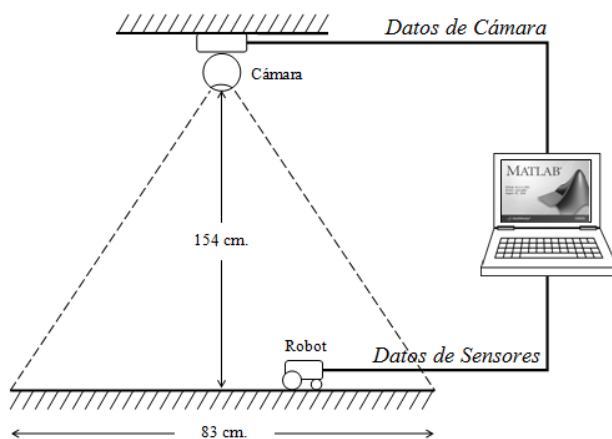 Datos de Cámara
Cámara
MATLAB
154 cm.
Robot
Datos de Sensores
83 cm.